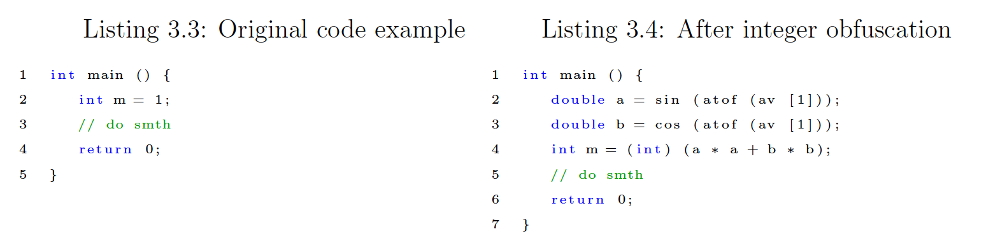 Listing 3.3: Original code example
1 int main () {
2 int m = 1;
3 // do smth
4 return 0;
5 }
Listing 3.4: After integer obfuscation
1 int main () {
2 double a = sin (atof (av [1]));
3 double b = cos (atof (av [1]));
4 int m = (int) (a * a + b * b);
5 // do smth
6 return 0;
7 }